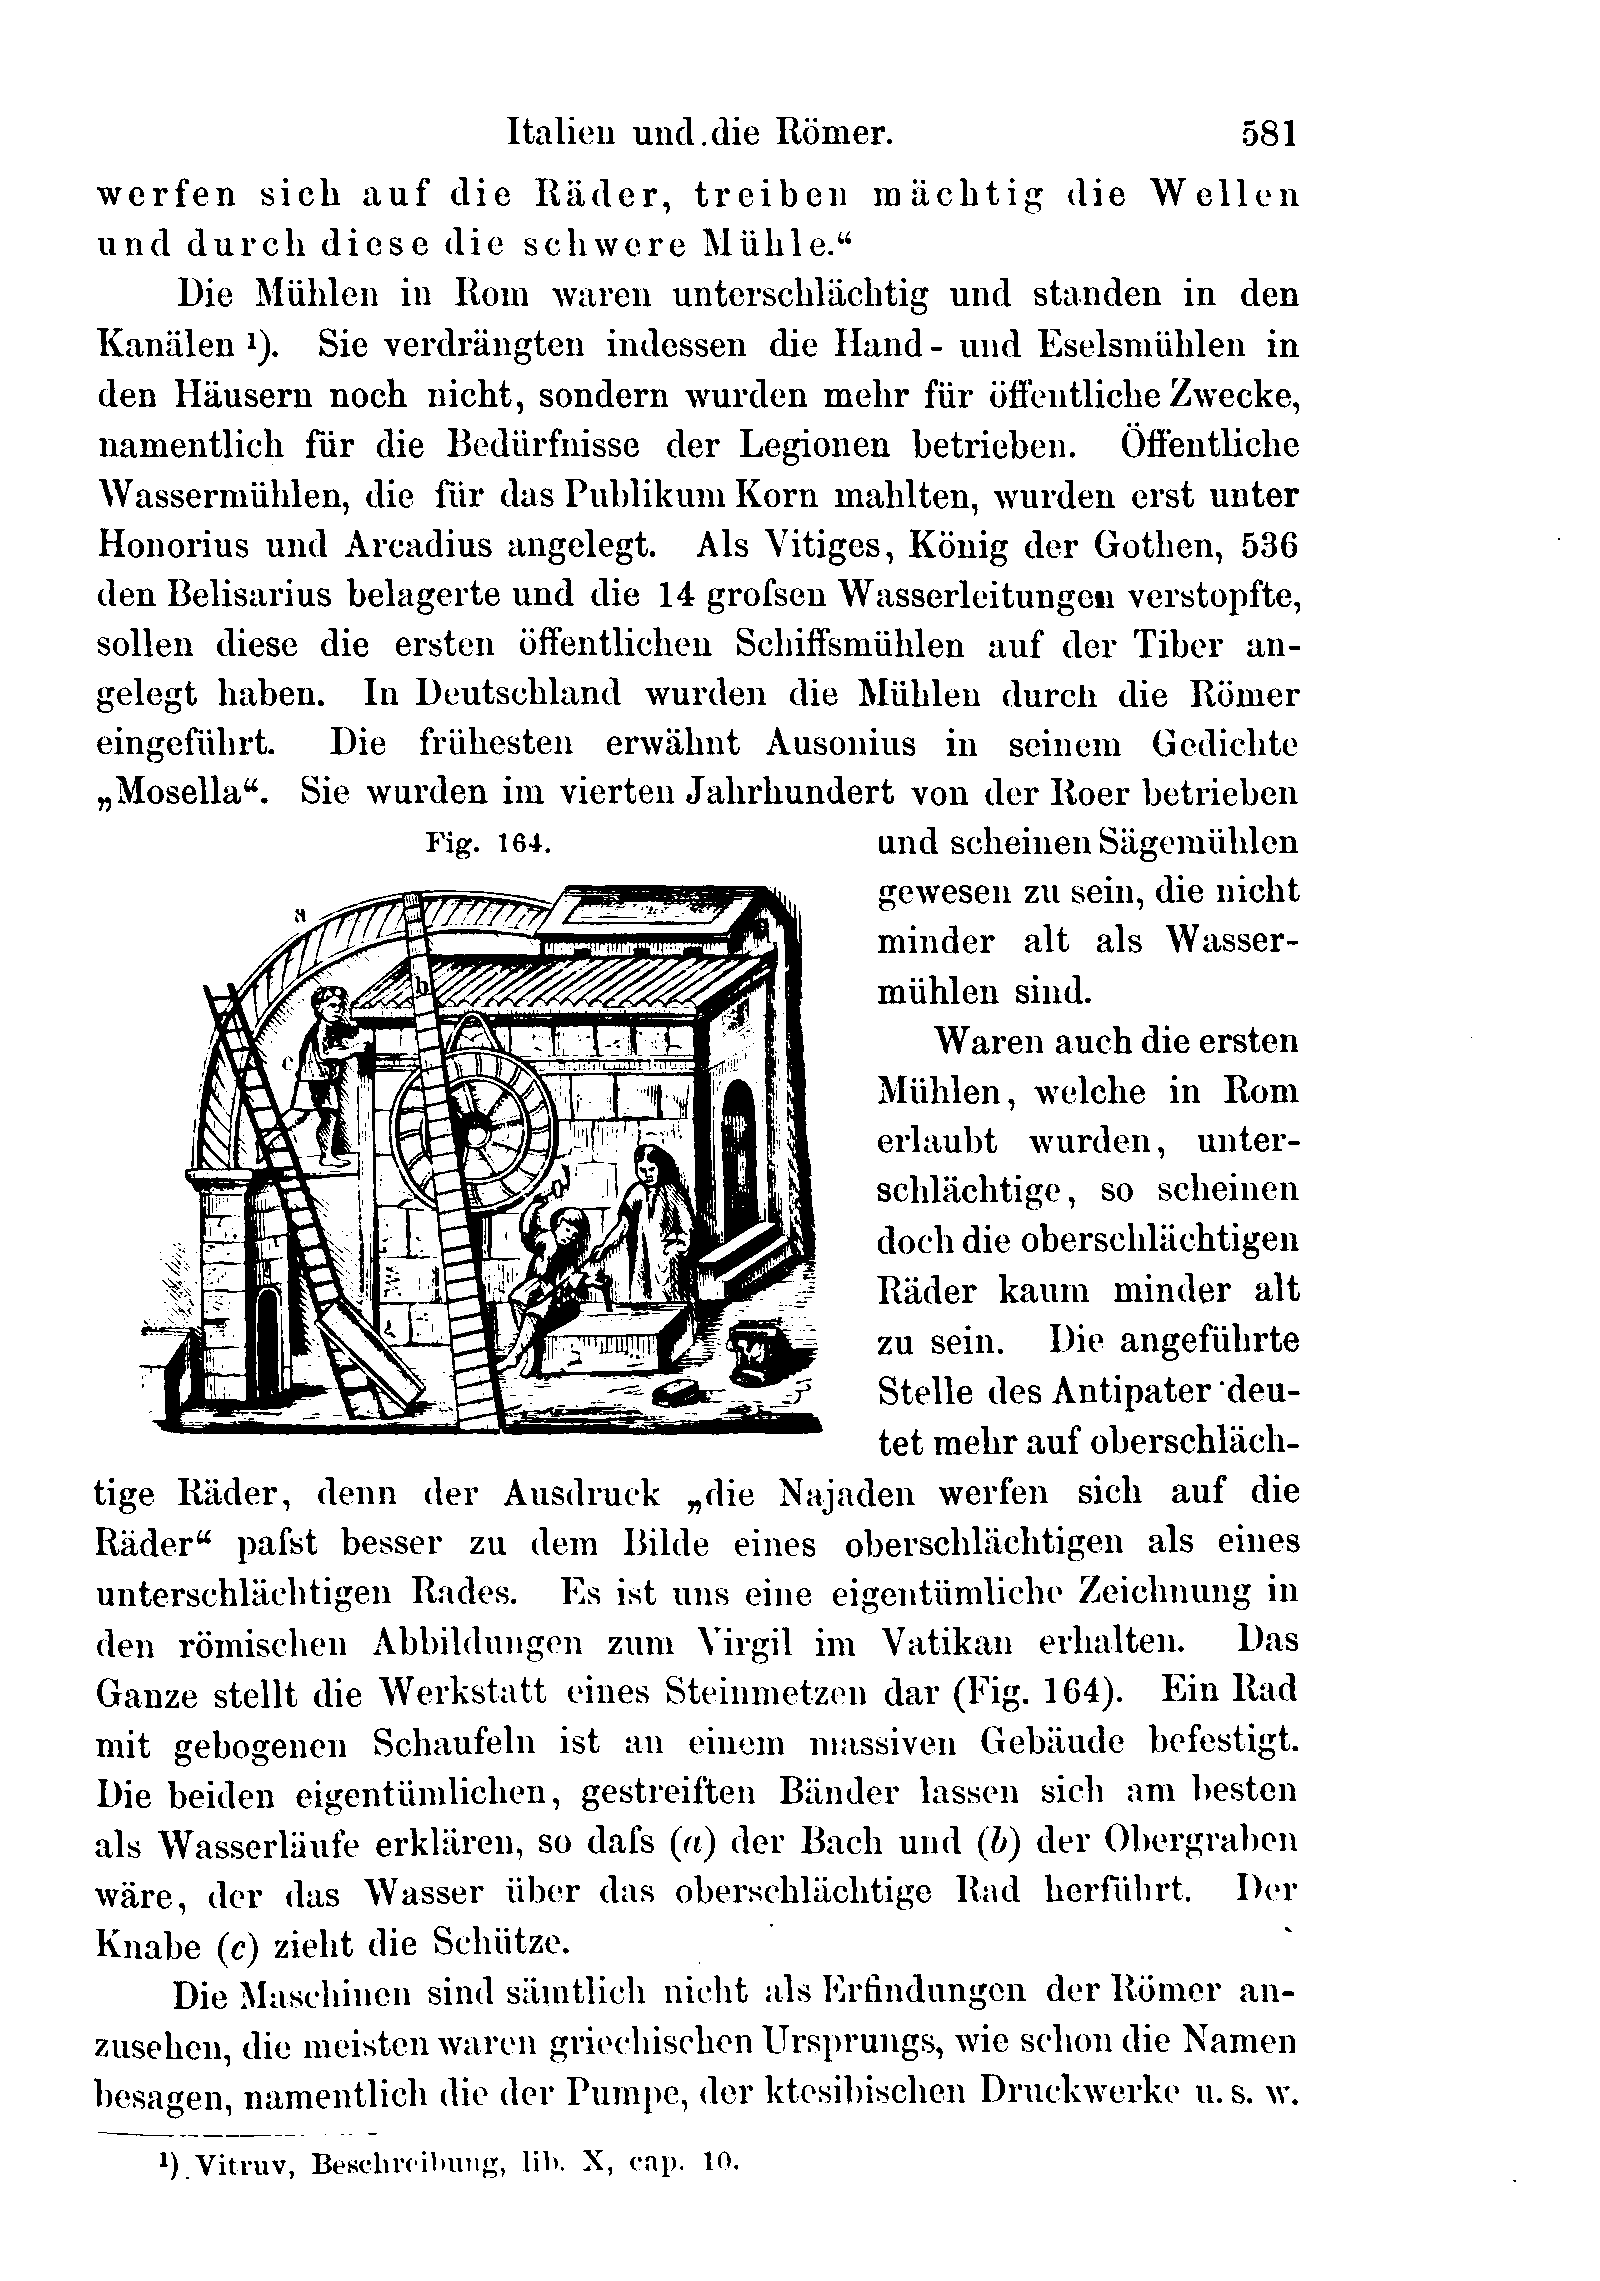 Italien und die Römer. 581
werfen sich auf die Räder, treiben mächtig die Wellen
und durch diese die schwere Mühle.“
Die Mühlen in Rom waren unterschlächtig und standen in den
Kanälen ¹). Sie verdrängten indessen die Hand- und Eselsmühlen in
den Häusern noch nicht, sondern wurden mehr für öffentliche Zwecke,
namentlich für die Bedürfnisse der Legionen betrieben. Öffentliche
Wassermühlen, die für das Publikum Korn mahlten, wurden erst unter
Honorius und Arcadius angelegt. Als Vitiges, König der Gothen, 536
den Belisarius belagerte und die 14 grofsen Wasserleitungen verstopfte,
sollen diese die ersten öffentlichen Schiffsmühlen auf der Tiber an-
gelegt haben. In Deutschland wurden die Mühlen durch die Römer
eingeführt. Die frühesten erwähnt Ausonius in seinem Gedichte
„Mosella“. Sie wurden im vierten Jahrhundert von der Roer betrieben
Fig. 164.
a
b
c
und scheinen Sägemühlen
gewesen zu sein, die nicht
minder alt als Wasser-
mühlen sind.
Waren auch die ersten
Mühlen, welche in Rom
erlaubt wurden, unter-
schlächtige, so scheinen
doch die oberschlächtigen
Räder kaum minder alt
zu sein. Die angeführte
Stelle des Antipater deu-
tet mehr auf oberschläch-
tige Räder, denn der Ausdruck „die Najaden werfen sich auf die
Räder“ pafst besser zu dem Bilde eines oberschlächtigen als eines
unterschlächtigen Rades. Es ist uns eine eigentümliche Zeichnung in
den römischen Abbildungen zum Virgil im Vatikan erhalten. Das
Ganze stellt die Werkstatt eines Steinmetzen dar (Fig. 164). Ein Rad
mit gebogenen Schaufeln ist an einem massiven Gebäude befestigt.
Die beiden eigentümlichen, gestreiften Bänder lassen sich am besten
als Wasserläufe erklären, so dafs (a) der Bach und (b) der Obergraben
wäre, der das Wasser über das oberschlächtige Rad herführt. Der
Knabe (c) zieht die Schütze.
Die Maschinen sind sämtlich nicht als Erfindungen der Römer an-
zusehen, die meisten waren griechischen Ursprungs, wie schon die Namen
besagen, namentlich die der Pumpe, der ktesibischen Druckwerke u. s. w.
¹) Vitruv, Beschreibung, lib. X, cap. 10.